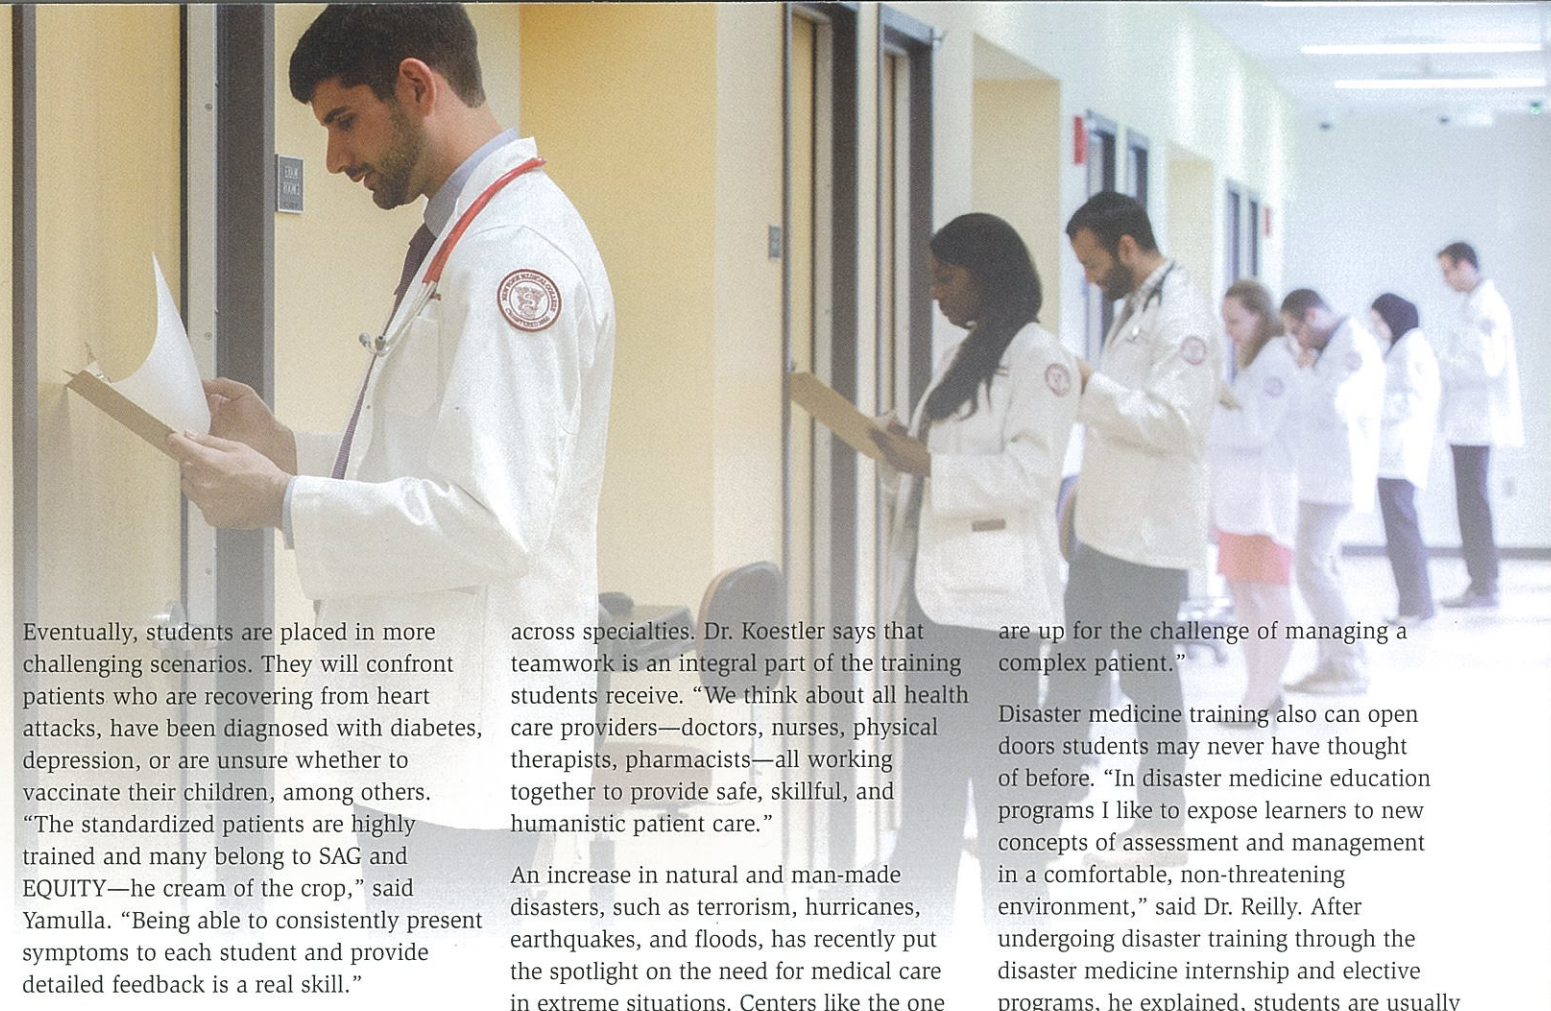 EXAM
ROOM 3
NEW YORK MEDICAL COLLEGE
CHARTERED 1860
Eventually, students are placed in more
challenging scenarios. They will confront
patients who are recovering from heart
attacks, have been diagnosed with diabetes,
depression, or are unsure whether to
vaccinate their children, among others.
“The standardized patients are highly
trained and many belong to SAG and
EQUITY—he cream of the crop,” said
Yamulla. “Being able to consistently present
symptoms to each student and provide
detailed feedback is a real skill.”
across specialties. Dr. Koestler says that
teamwork is an integral part of the training
students receive. “We think about all health
care providers—doctors, nurses, physical
therapists, pharmacists—all working
together to provide safe, skillful, and
humanistic patient care.”
An increase in natural and man-made
disasters, such as terrorism, hurricanes,
earthquakes, and floods, has recently put
the spotlight on the need for medical care
in extreme situations. Centers like the one
are up for the challenge of managing a
complex patient.”
Disaster medicine training also can open
doors students may never have thought
of before. “In disaster medicine education
programs I like to expose learners to new
concepts of assessment and management
in a comfortable, non-threatening
environment,” said Dr. Reilly. After
undergoing disaster training through the
disaster medicine internship and elective
programs, he explained, students are usually